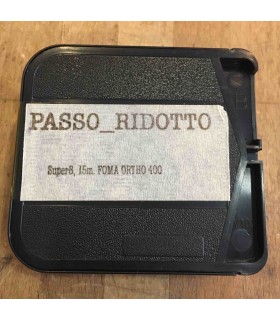 PASSO_RIDOTTO
Super8, 15m. FOMA ORTHO 400